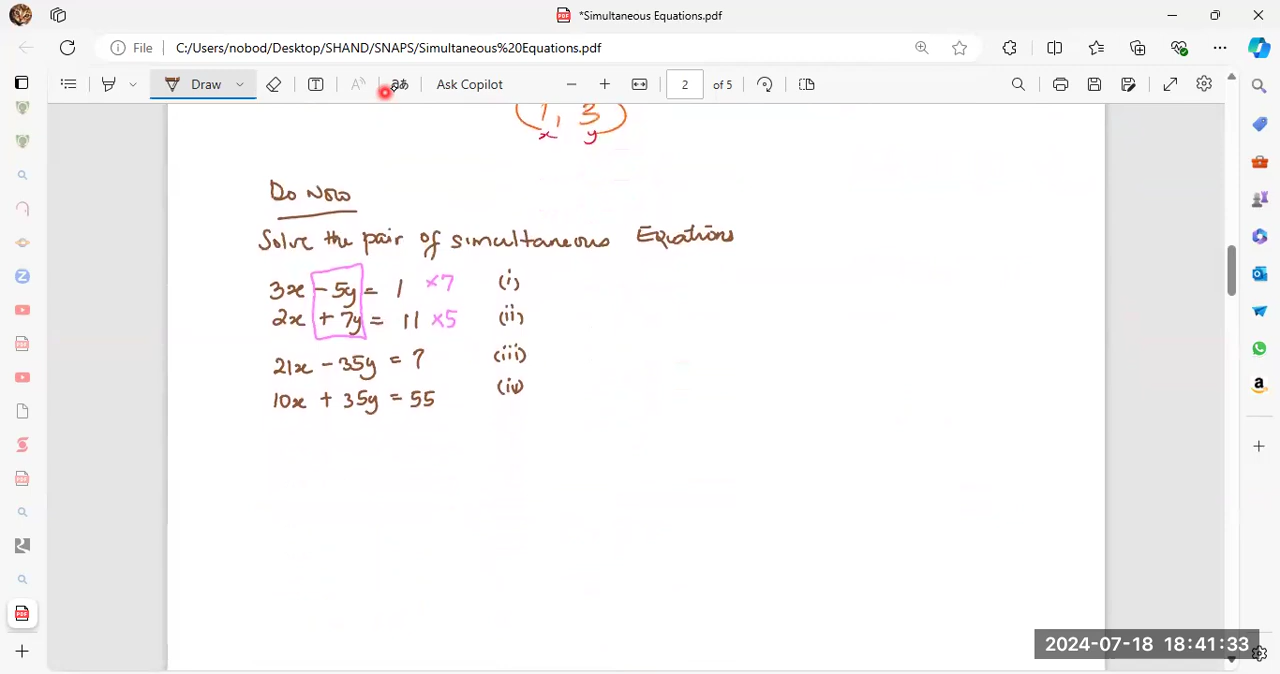 *Simultaneous Equations.pdf
File C:/Users/nobod/Desktop/SHAND/SNAPS/Simultaneous%20Equations.pdf
Draw Ask Copilot 2 of 5
1, 3
x y
Do Now
Solve the pair of simultaneous Equations
3x - 5y = 1 ×7 (i)
2x + 7y = 11 ×5 (ii)
21x - 35y = 7 (iii)
10x + 35y = 55 (iv)
2024-07-18 18:41:33